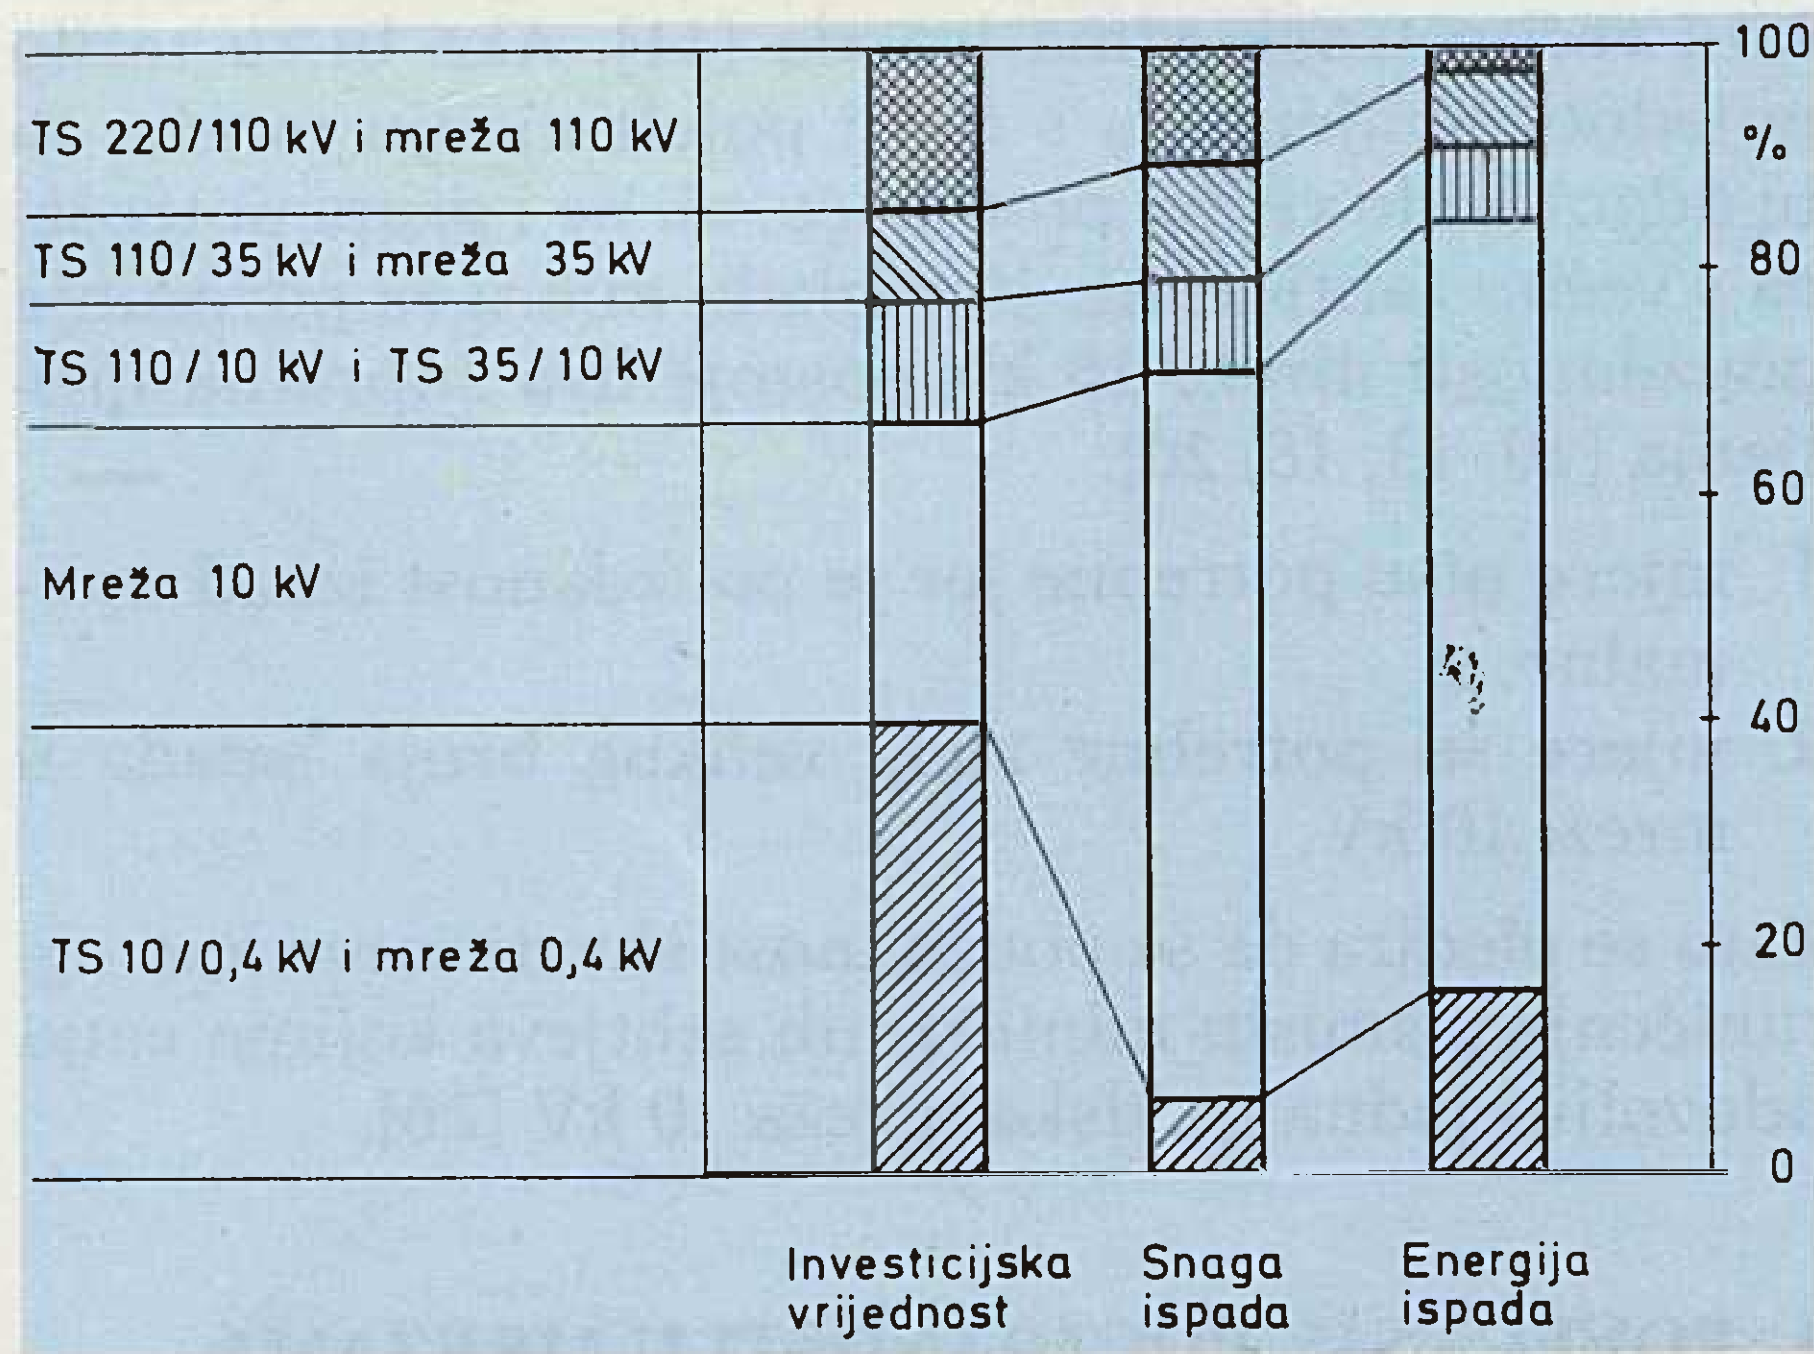 TS 220/110 kV i mreža 110 kV
TS 110/35 kV i mreža 35 kV
TS 110/10 kV i TS 35/10 kV
Mreža 10 kV
TS 10/0,4 kV i mreža 0,4 kV
100
%
80
60
40
20
0
Investicijska
vrijednost
Snaga
ispada
Energija
ispada